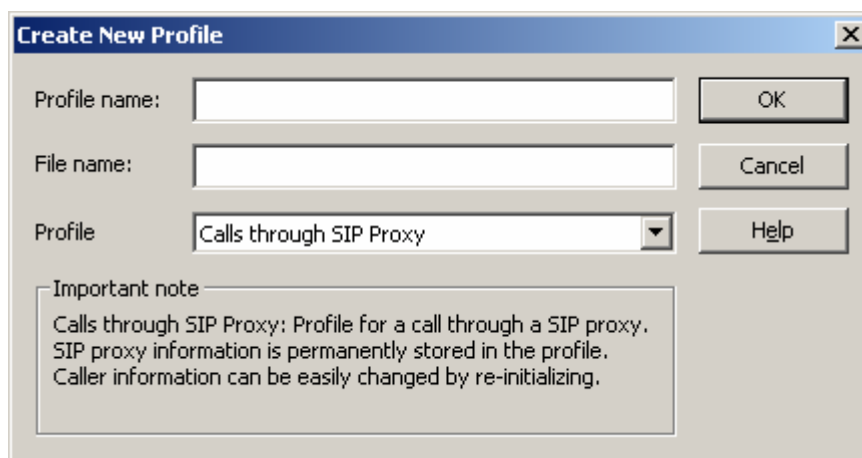 Create New Profile
Profile name:
OK
File name:
Cancel
Profile
Calls through SIP Proxy
Help
Important note
Calls through SIP Proxy: Profile for a call through a SIP proxy.
SIP proxy information is permanently stored in the profile.
Caller information can be easily changed by re-initializing.